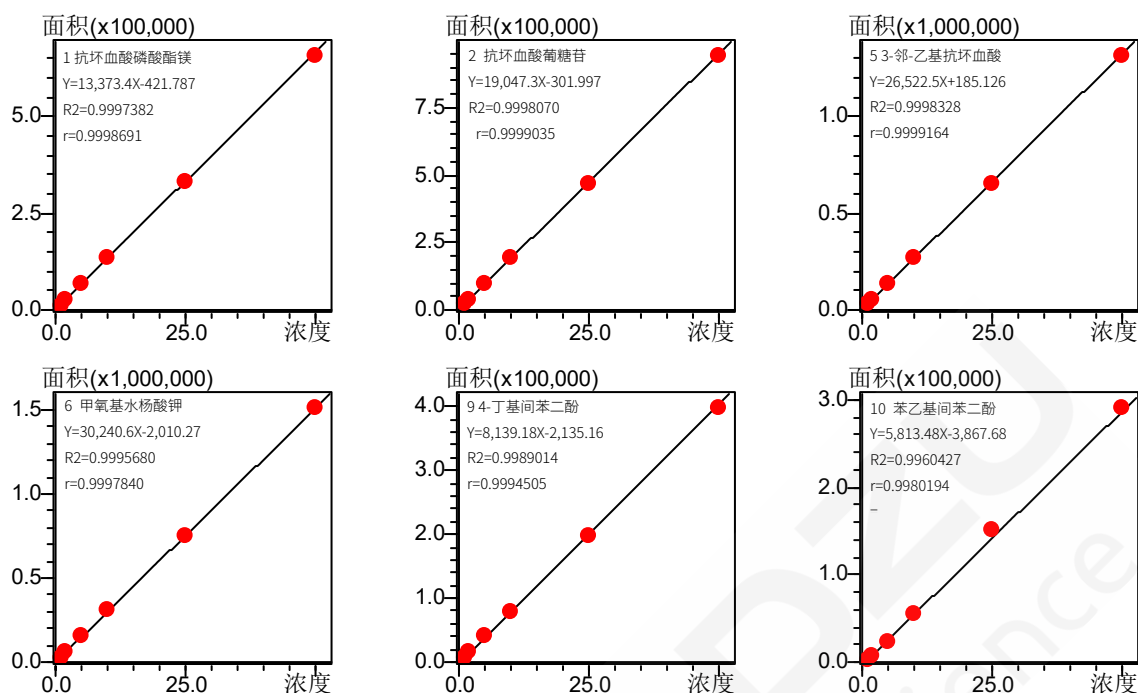 面积(x100,000)
1 抗坏血酸磷酸酯镁
Y=13,373.4X-421.787
R2=0.9997382
r=0.9998691
5.0
2.5
0.0
0.0
25.0
浓度
面积(x100,000)
2 抗坏血酸葡糖苷
Y=19,047.3X-301.997
R2=0.9998070
r=0.9999035
7.5
5.0
2.5
0.0
0.0
25.0
浓度
面积(x1,000,000)
5 3-邻-乙基抗坏血酸
Y=26,522.5X+185.126
R2=0.9998328
r=0.9999164
1.0
0.5
0.0
0.0
25.0
浓度
面积(x1,000,000)
6 甲氧基水杨酸钾
Y=30,240.6X-2,010.27
R2=0.9995680
r=0.9997840
1.5
1.0
0.5
0.0
0.0
25.0
浓度
面积(x100,000)
9 4-丁基间苯二酚
Y=8,139.18X-2,135.16
R2=0.9989014
r=0.9994505
4.0
3.0
2.0
1.0
0.0
0.0
25.0
浓度
面积(x100,000)
10 苯乙基间苯二酚
Y=5,813.48X-3,867.68
R2=0.9960427
r=0.9980194
–
3.0
2.0
1.0
0.0
0.0
25.0
浓度